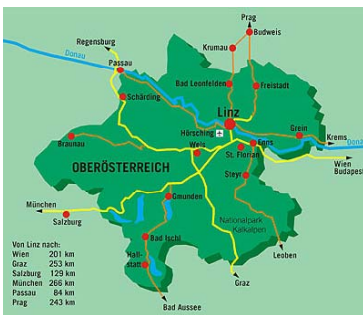 Prag
Budweis
Regensburg
Krumau
Donau
Passau
Bad Leonfelden
Freistadt
Schärding
Linz
Hörsching
Grein
Krems
Braunau
Wels
Enns
Donau
St. Florian
OBERÖSTERREICH
Steyr
Wien
Budapest
München
Gmunden
Salzburg
Nationalpark
Kalkalpen
Bad Ischl
Von Linz nach:
Wien 201 km
Graz 253 km
Salzburg 129 km
München 266 km
Passau 84 km
Prag 243 km
Hall-
statt
Leoben
Graz
Bad Aussee